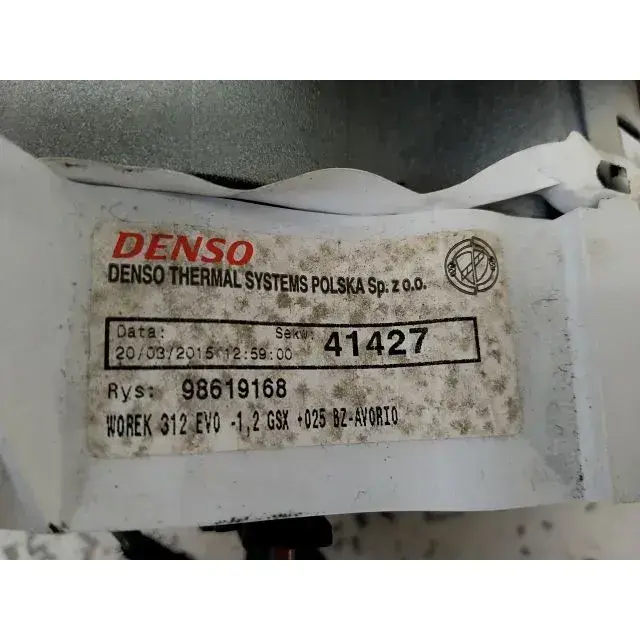 DENSO
DENSO THERMAL SYSTEMS POLSKA Sp. z o.o.
Data: Sekw: 41427
20/03/2015 12:59:00
Rys: 98619168
WOREK 312 EVO -1,2 GSX +025 BZ-AVORIO